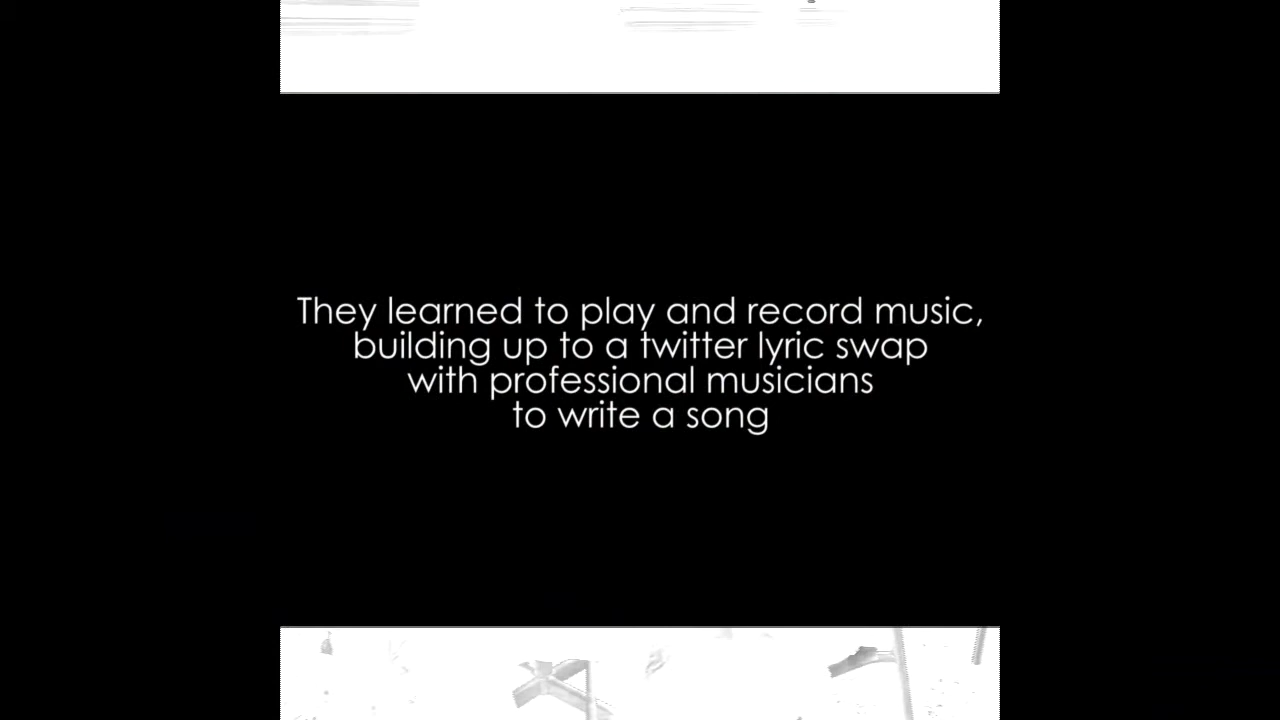 They learned to play and record music,
building up to a twitter lyric swap
with professional musicians
to write a song